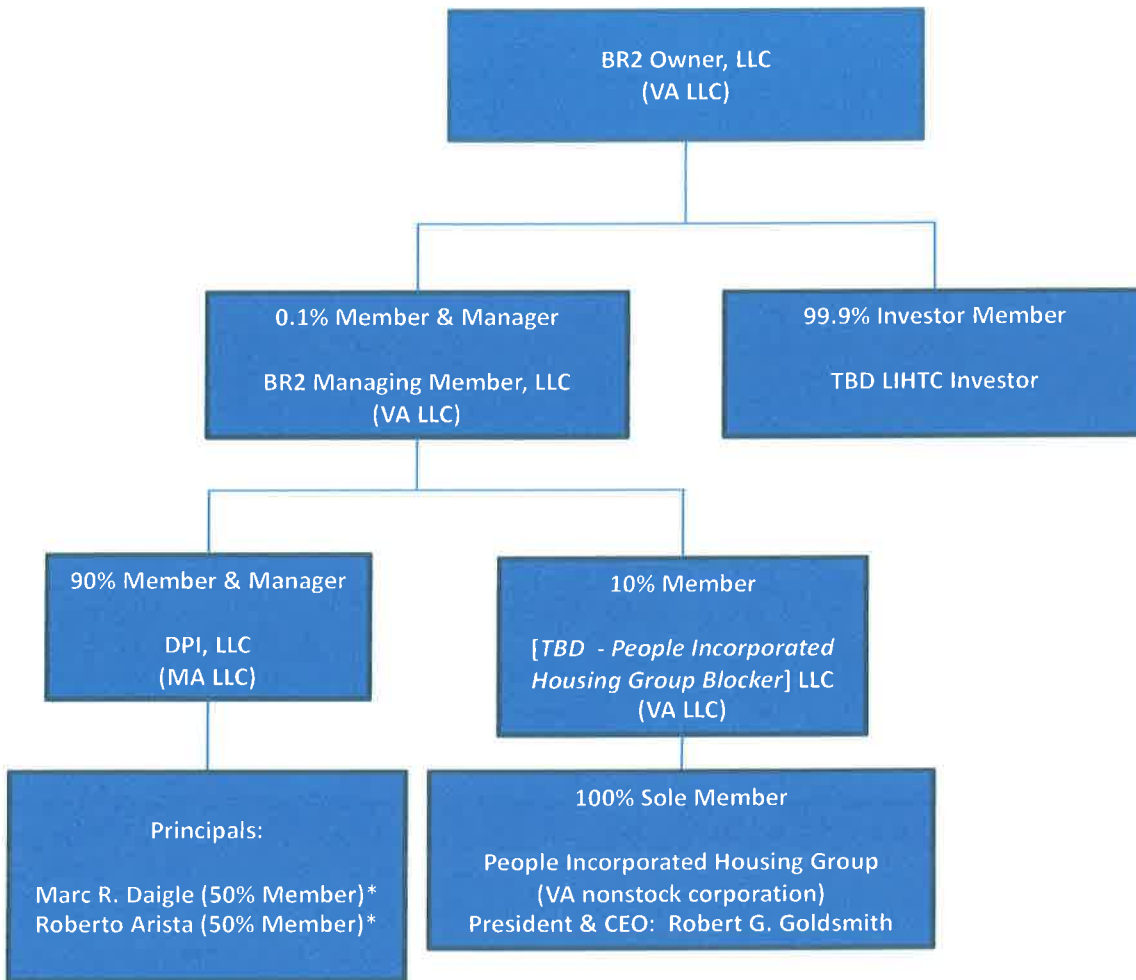 BR2 Owner, LLC
(VA LLC)
0.1% Member & Manager
BR2 Managing Member, LLC
(VA LLC)
99.9% Investor Member
TBD LIHTC Investor
90% Member & Manager
DPI, LLC
(MA LLC)
10% Member
[TBD - People Incorporated
Housing Group Blocker] LLC
(VA LLC)
Principals:
Marc R. Daigle (50% Member)*
Roberto Arista (50% Member)*
100% Sole Member
People Incorporated Housing Group
(VA nonstock corporation)
President & CEO: Robert G. Goldsmith